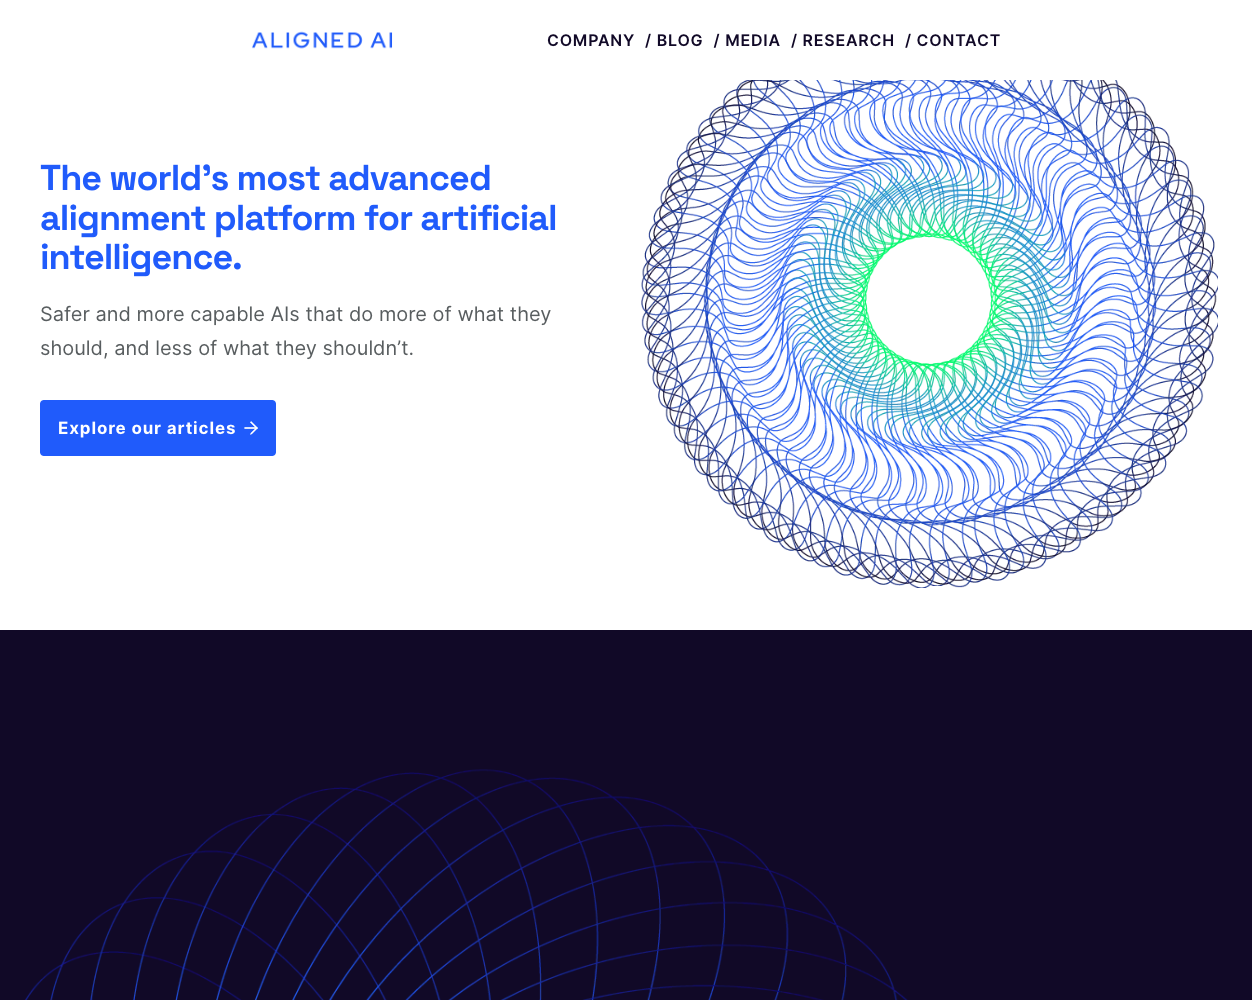 ALIGNED AI
COMPANY / BLOG / MEDIA / RESEARCH / CONTACT
The world’s most advanced
alignment platform for artificial
intelligence.
Safer and more capable AIs that do more of what they
should, and less of what they shouldn’t.
Explore our articles →